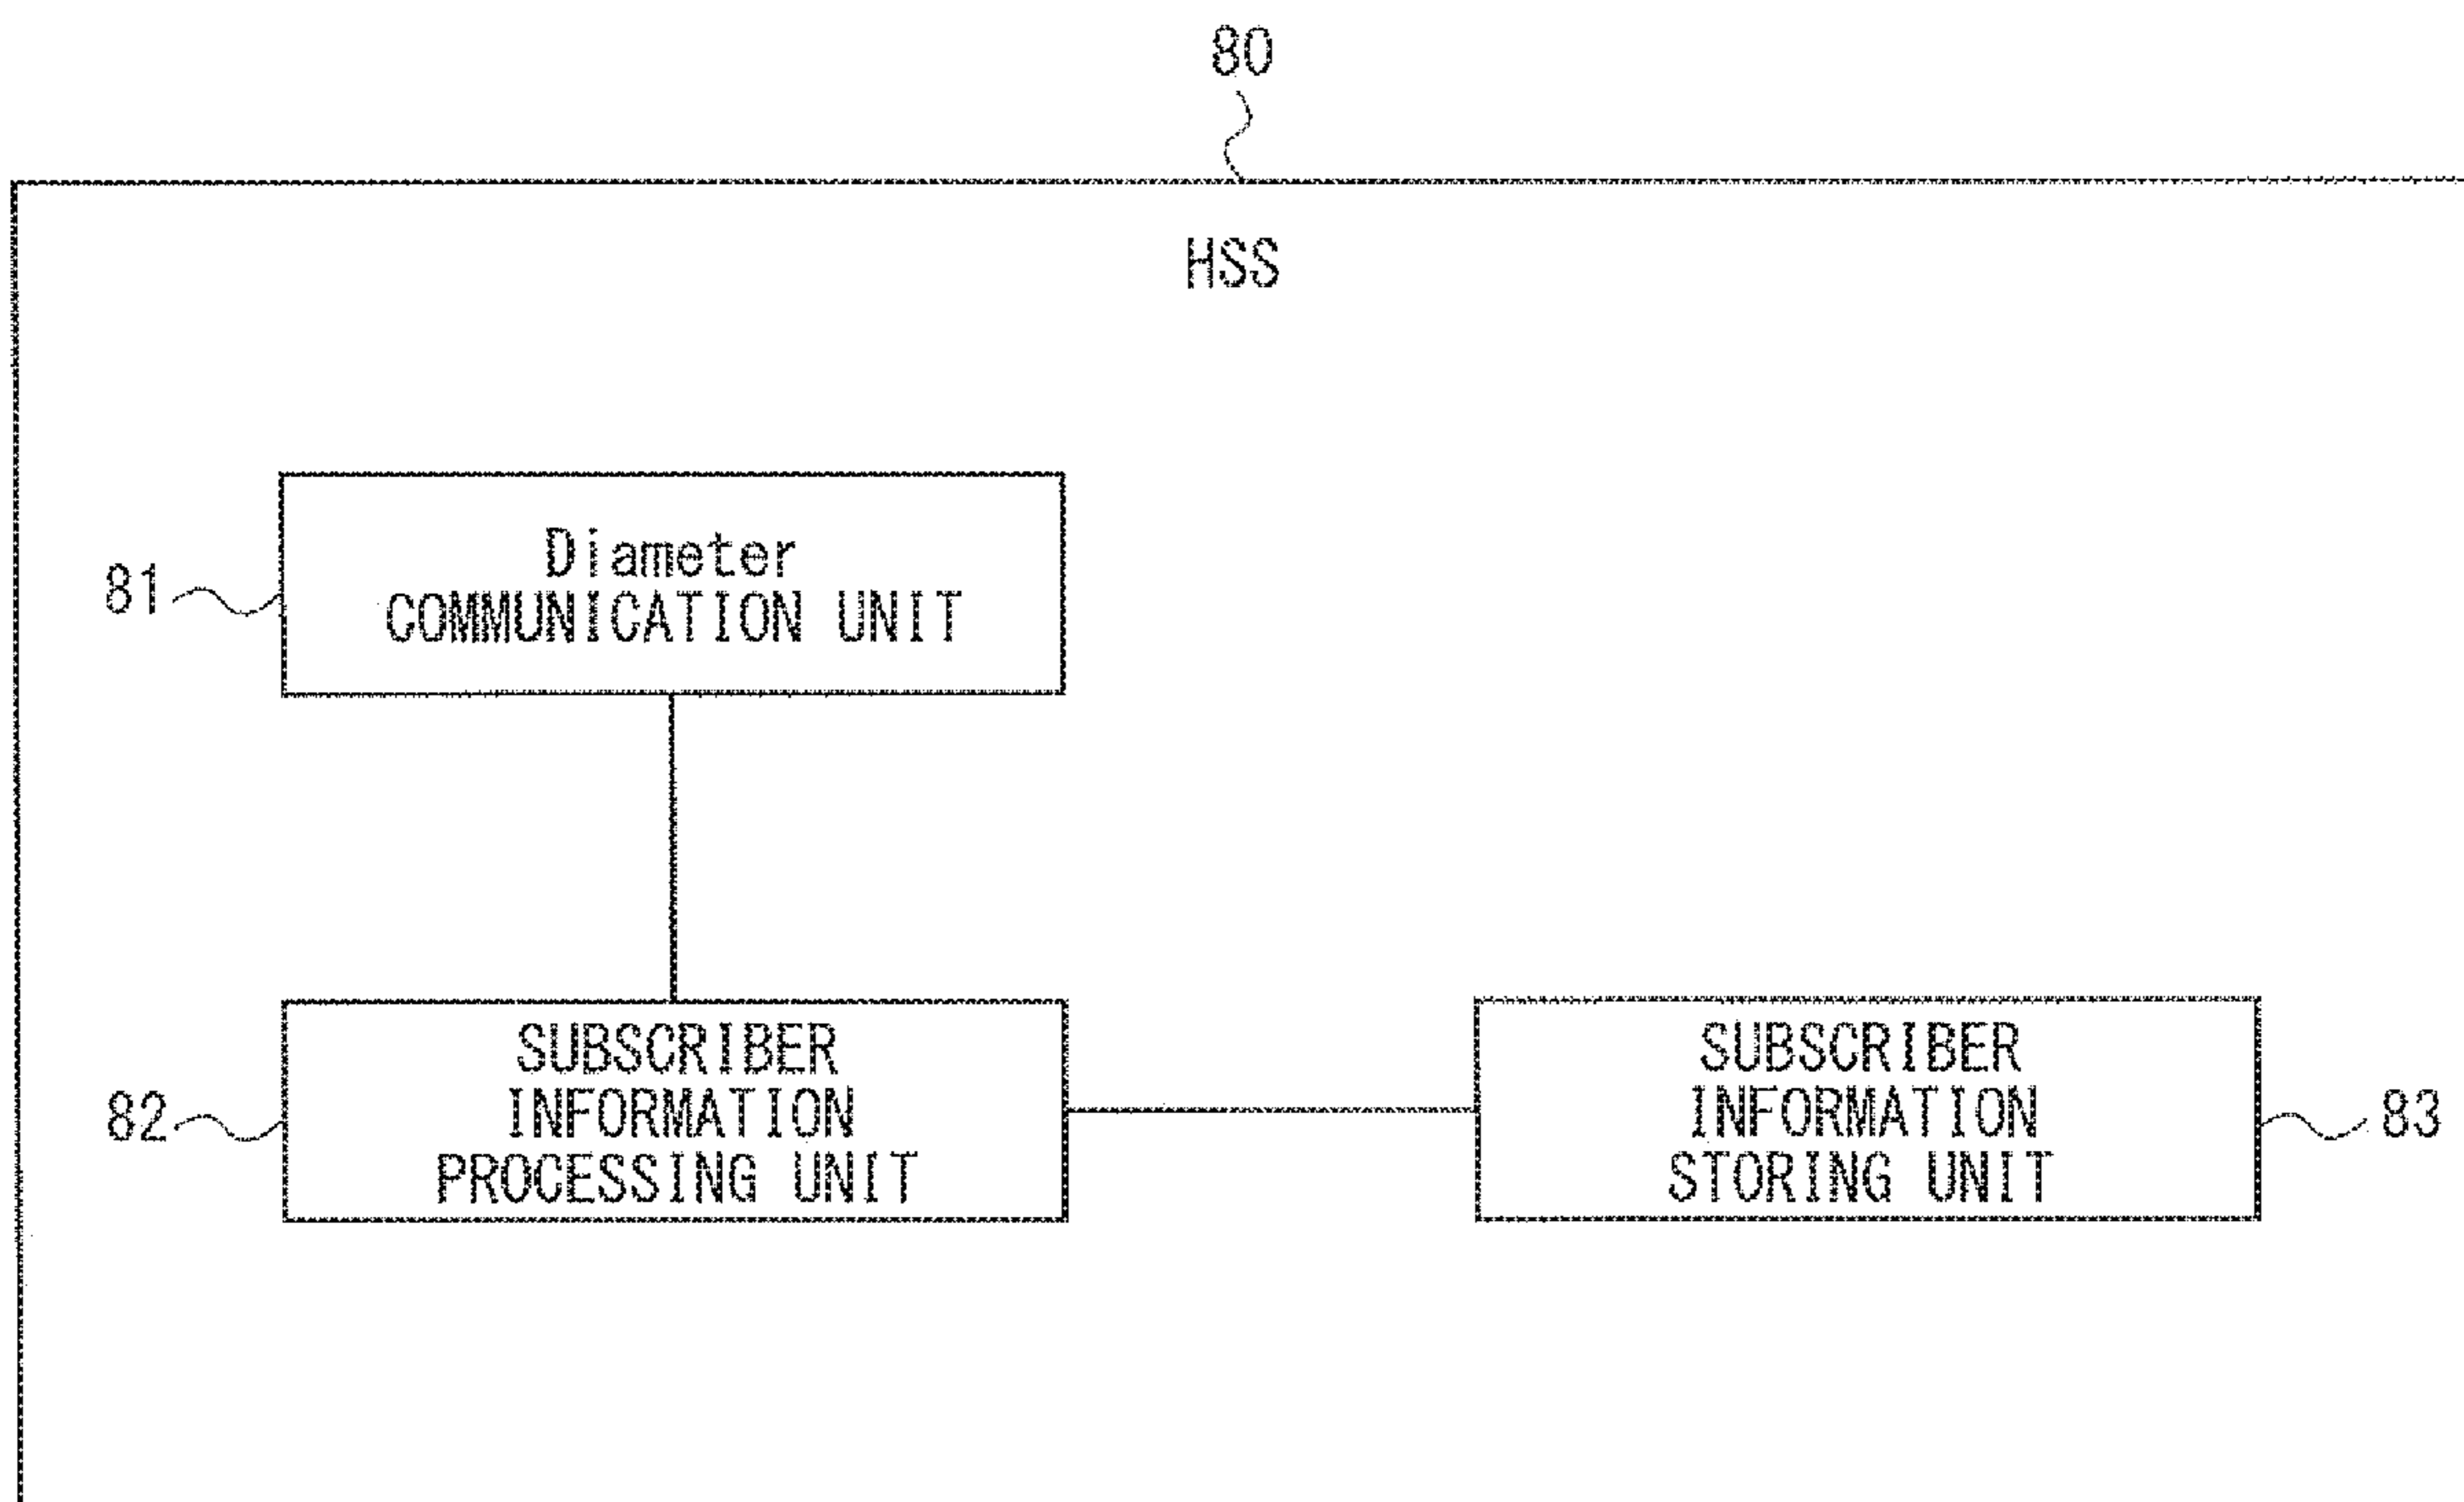 80
HSS
81
Diameter
COMMUNICATION UNIT
82
SUBSCRIBER
INFORMATION
PROCESSING UNIT
SUBSCRIBER
INFORMATION
STORING UNIT
83